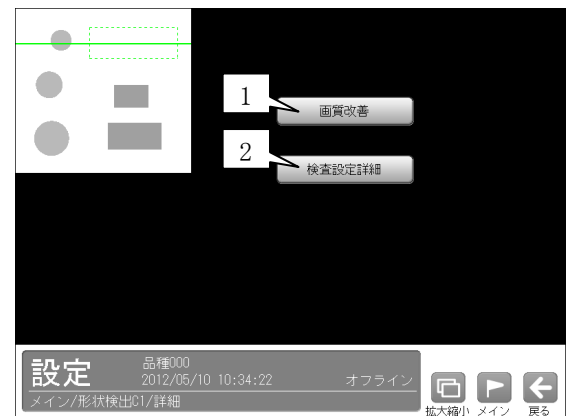 1
画質改善
2
検査設定詳細
設定
品種000
2012/05/10 10:34:22
オフライン
メイン/形状検出C1/詳細
拡大縮小
メイン
戻る